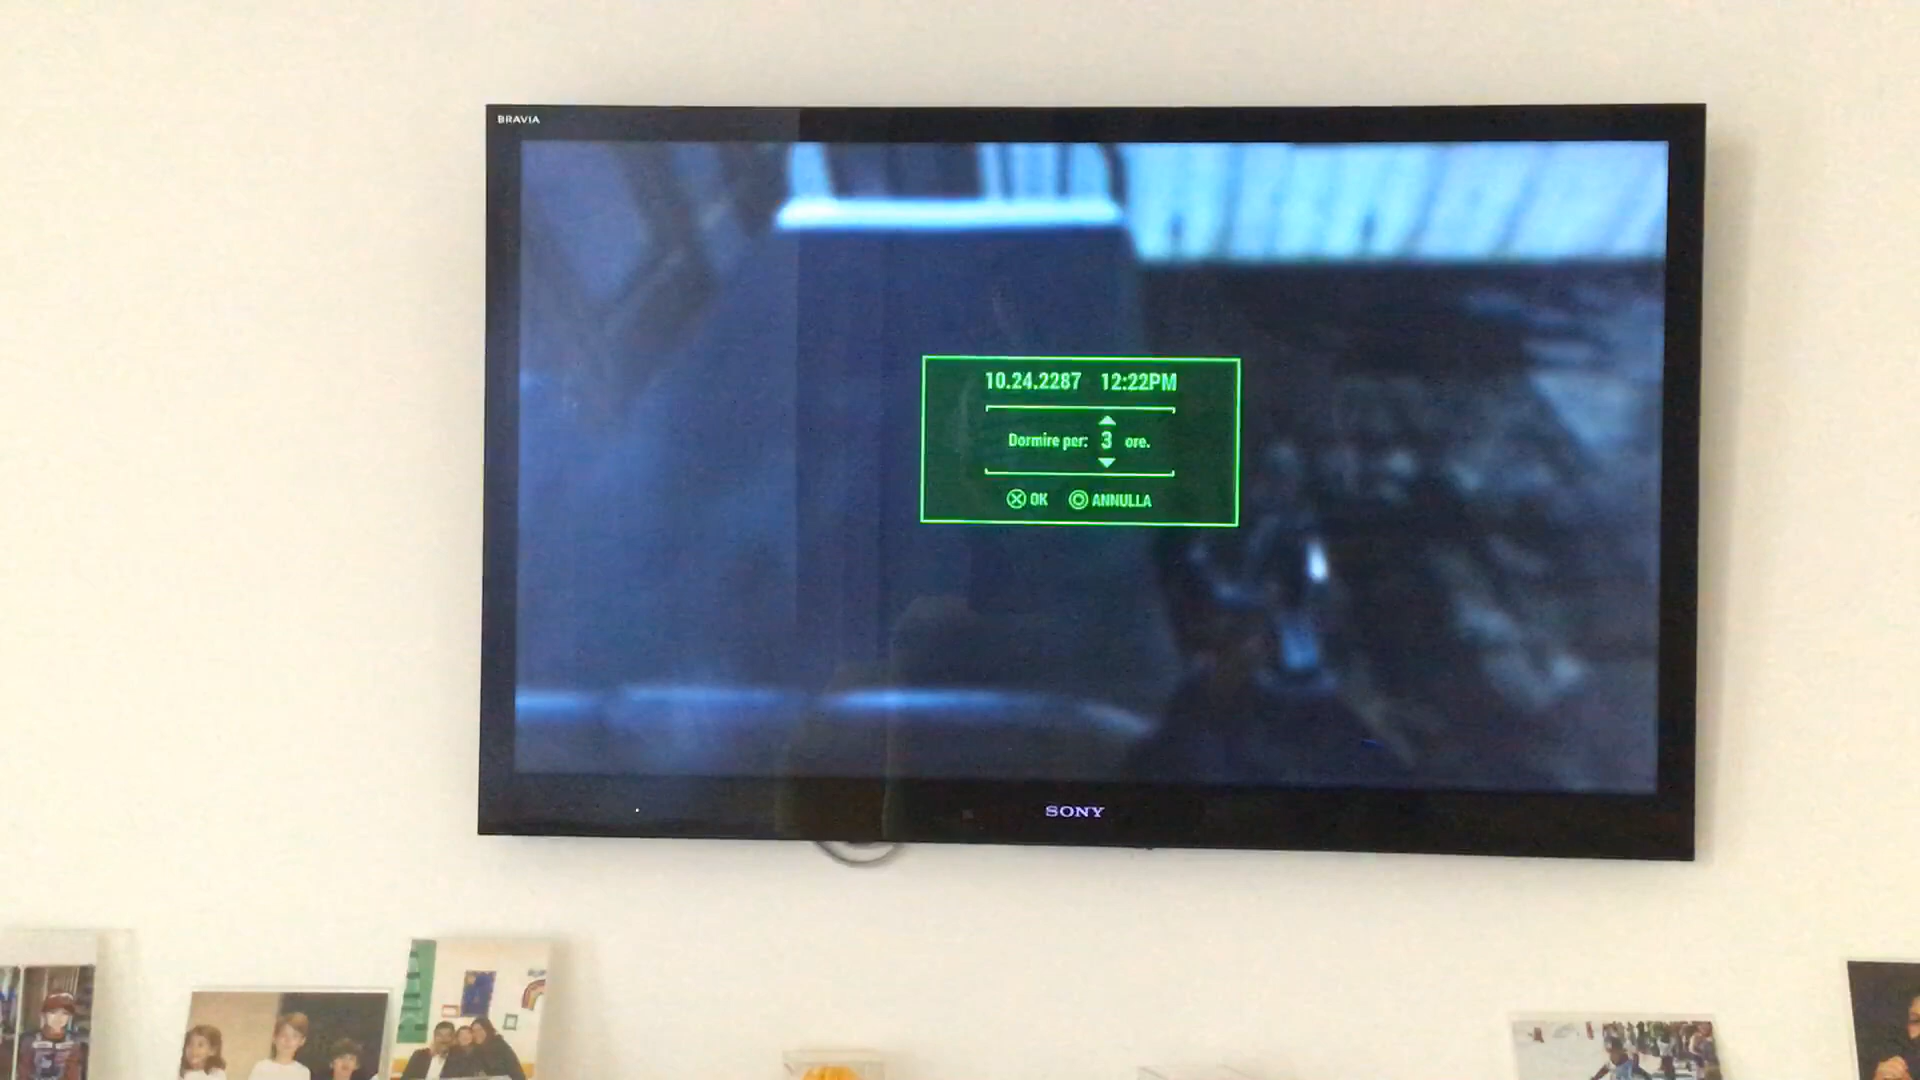 BRAVIA
10.24.2287 12:22PM
Dormire per: 3 ore.
OK ANNULLA
SONY